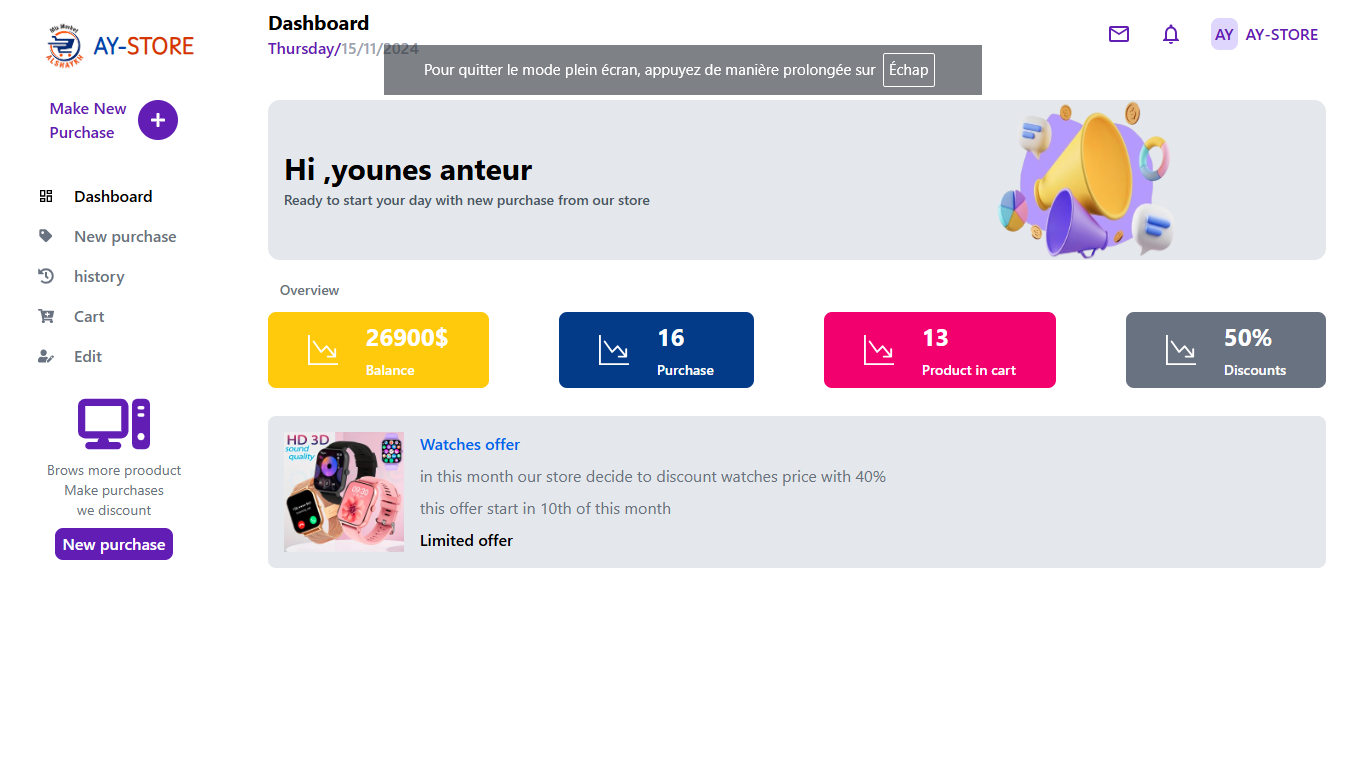 Mix Market
ALSHAYKH
AY-STORE
Make New
Purchase
Dashboard
New purchase
history
Cart
Edit
Brows more prooduct
Make purchases
we discount
New purchase
Dashboard
Thursday/15/11/2024
AY AY-STORE
Pour quitter le mode plein écran, appuyez de manière prolongée sur Échap
Hi ,younes anteur
Ready to start your day with new purchase from our store
Overview
26900$
Balance
16
Purchase
13
Product in cart
50%
Discounts
HD 3D
sound
quality
09:30
Watches offer
in this month our store decide to discount watches price with 40%
this offer start in 10th of this month
Limited offer